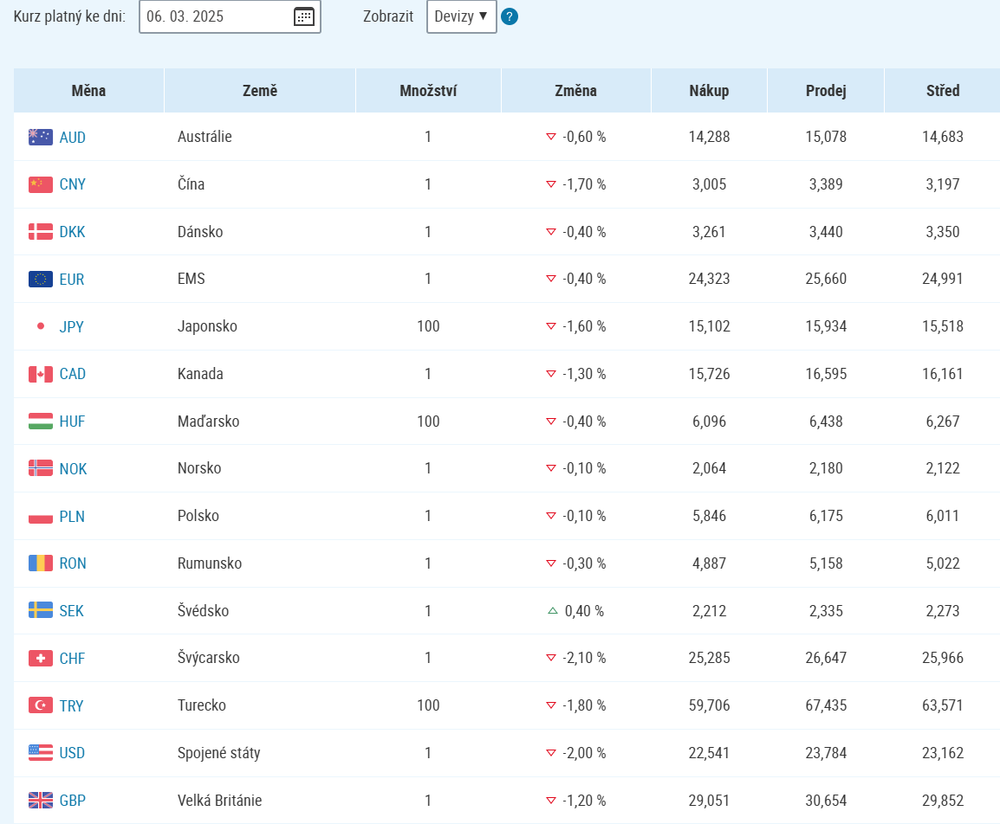 Kurz platný ke dni: 06. 03. 2025 Zobrazit Devizy ▼ ?
Měna Země Množství Změna Nákup Prodej Střed
AUD Austrálie 1 -0,60 % 14,288 15,078 14,683
CNY Čína 1 -1,70 % 3,005 3,389 3,197
DKK Dánsko 1 -0,40 % 3,261 3,440 3,350
EUR EMS 1 -0,40 % 24,323 25,660 24,991
JPY Japonsko 100 -1,60 % 15,102 15,934 15,518
CAD Kanada 1 -1,30 % 15,726 16,595 16,161
HUF Maďarsko 100 -0,40 % 6,096 6,438 6,267
NOK Norsko 1 -0,10 % 2,064 2,180 2,122
PLN Polsko 1 -0,10 % 5,846 6,175 6,011
RON Rumunsko 1 -0,30 % 4,887 5,158 5,022
SEK Švédsko 1 0,40 % 2,212 2,335 2,273
CHF Švýcarsko 1 -2,10 % 25,285 26,647 25,966
TRY Turecko 100 -1,80 % 59,706 67,435 63,571
USD Spojené státy 1 -2,00 % 22,541 23,784 23,162
GBP Velká Británie 1 -1,20 % 29,051 30,654 29,852